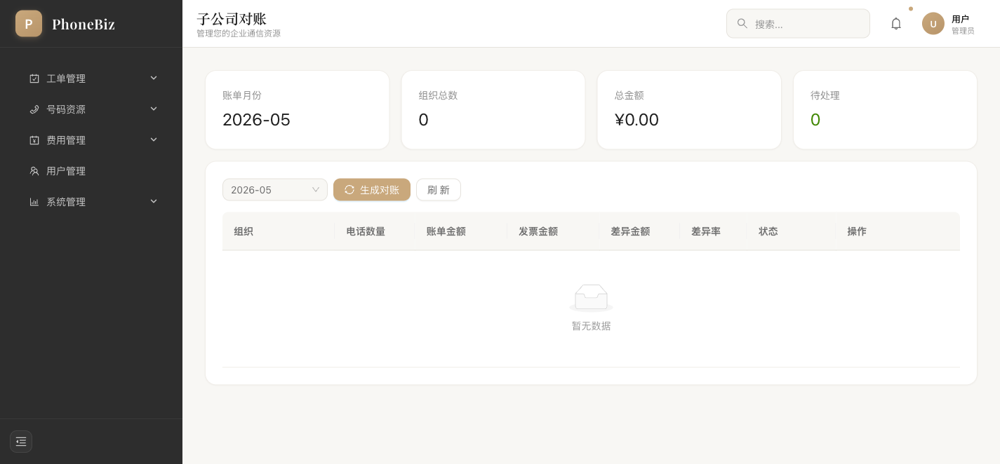 P PhoneBiz
工单管理
号码资源
费用管理
用户管理
系统管理
子公司对账
管理您的企业通信资源
搜索...
U
用户
管理员
账单月份
2026-05
组织总数
0
总金额
¥0.00
待处理
0
2026-05 生成对账 刷 新
组织 电话数量 账单金额 发票金额 差异金额 差异率 状态 操作
暂无数据